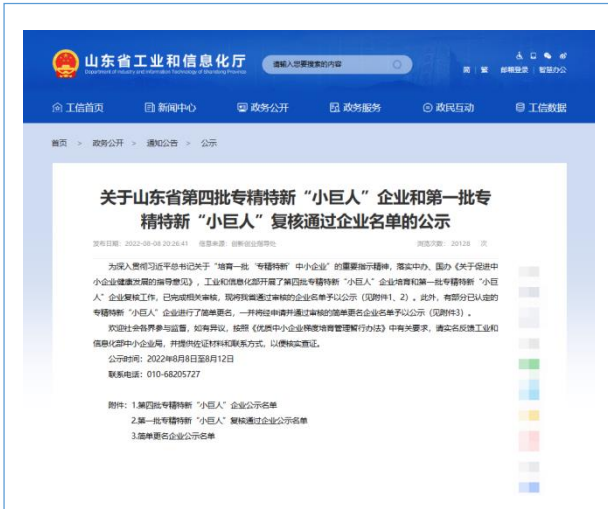 山东省工业和信息化厅
Department of Industry and Information Technology of Shandong Province
请输入您要搜索的内容
简 | 繁 邮箱登录 | 智慧办公
工信首页 新闻中心 政务公开 政务服务 政民互动 工信数据
首页 > 政务公开 > 通知公告 > 公示
关于山东省第四批专精特新“小巨人”企业和第一批专
精特新“小巨人”复核通过企业名单的公示
发布日期：2022-08-08 20:26:41 信息来源：创新创业指导处 浏览次数：20128 次
为深入贯彻习近平总书记关于“培育一批‘专精特新’中小企业”的重要指示精神，落实中办、国办《关于促进中
小企业健康发展的指导意见》，工业和信息化部开展了第四批专精特新“小巨人”企业培育和第一批专精特新“小巨
人”企业复核工作，已完成相关审核，现将我省通过审核的企业名单予以公示（见附件1、2）。此外，有部分已认定的
专精特新“小巨人”企业进行了简单更名，一并将经申请并通过审核的简单更名企业名单予以公示（见附件3）。
欢迎社会各界参与监督，如有异议，按照《优质中小企业梯度培育管理暂行办法》中有关要求，请实名反馈工业和
信息化部中小企业局，并提供佐证材料和联系方式，以便核实查证。
公示时间：2022年8月8日至8月12日
联系电话：010-68205727
附件：1.第四批专精特新“小巨人”企业公示名单
2.第一批专精特新“小巨人”复核通过企业公示名单
3.简单更名企业公示名单